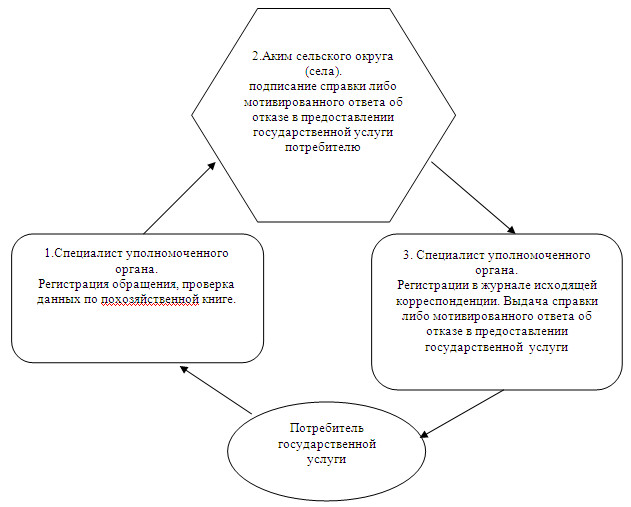 2.Аким сельского округа
(села).
подписание справки либо
мотивированного ответа об
отказе в предоставлении
государственной услуги
потребителю
1.Специалист уполномоченного
органа.
Регистрация обращения, проверка
данных по похозяйственной книге.
3. Специалист уполномоченного
органа.
Регистрации в журнале исходящей
корреспонденции. Выдача справки
либо мотивированного ответа об
отказе в предоставлении
государственной услуги
Потребитель
государственной
услуги